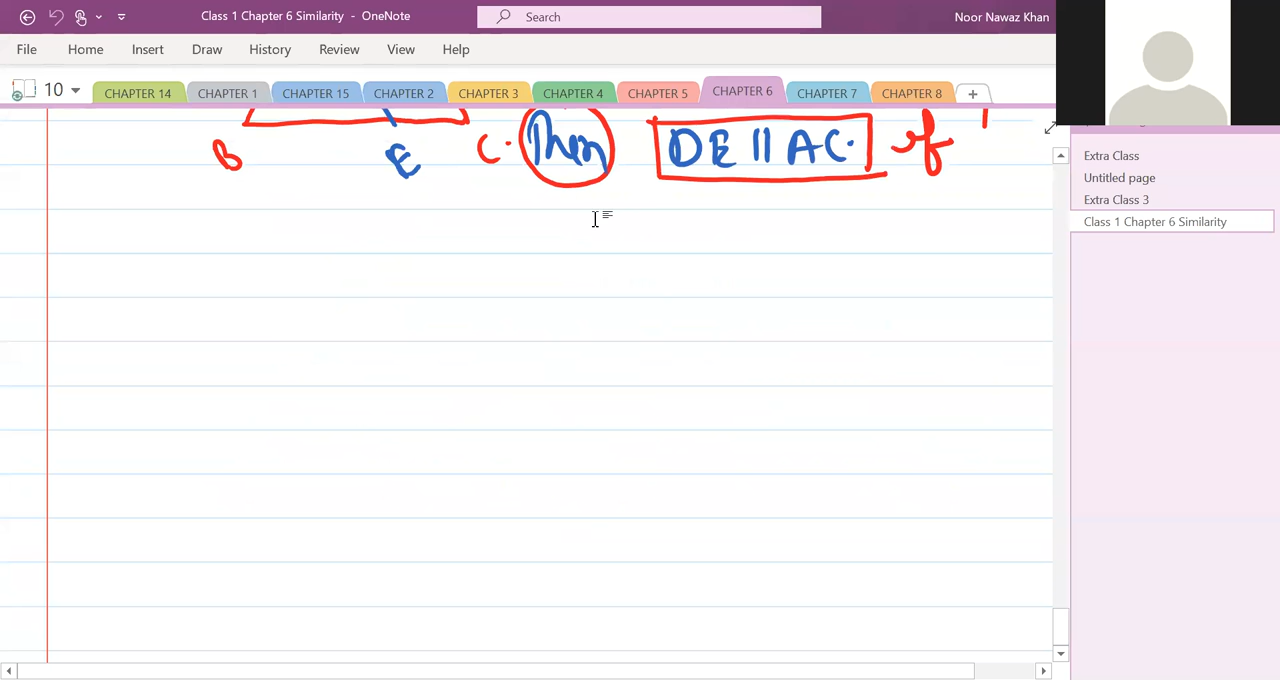 Class 1 Chapter 6 Similarity - OneNote
Search
Noor Nawaz Khan
File Home Insert Draw History Review View Help
10 CHAPTER 14 CHAPTER 1 CHAPTER 15 CHAPTER 2 CHAPTER 3 CHAPTER 4 CHAPTER 5 CHAPTER 6 CHAPTER 7 CHAPTER 8 +
B E C. Then DE || AC. if
Extra Class
Untitled page
Extra Class 3
Class 1 Chapter 6 Similarity